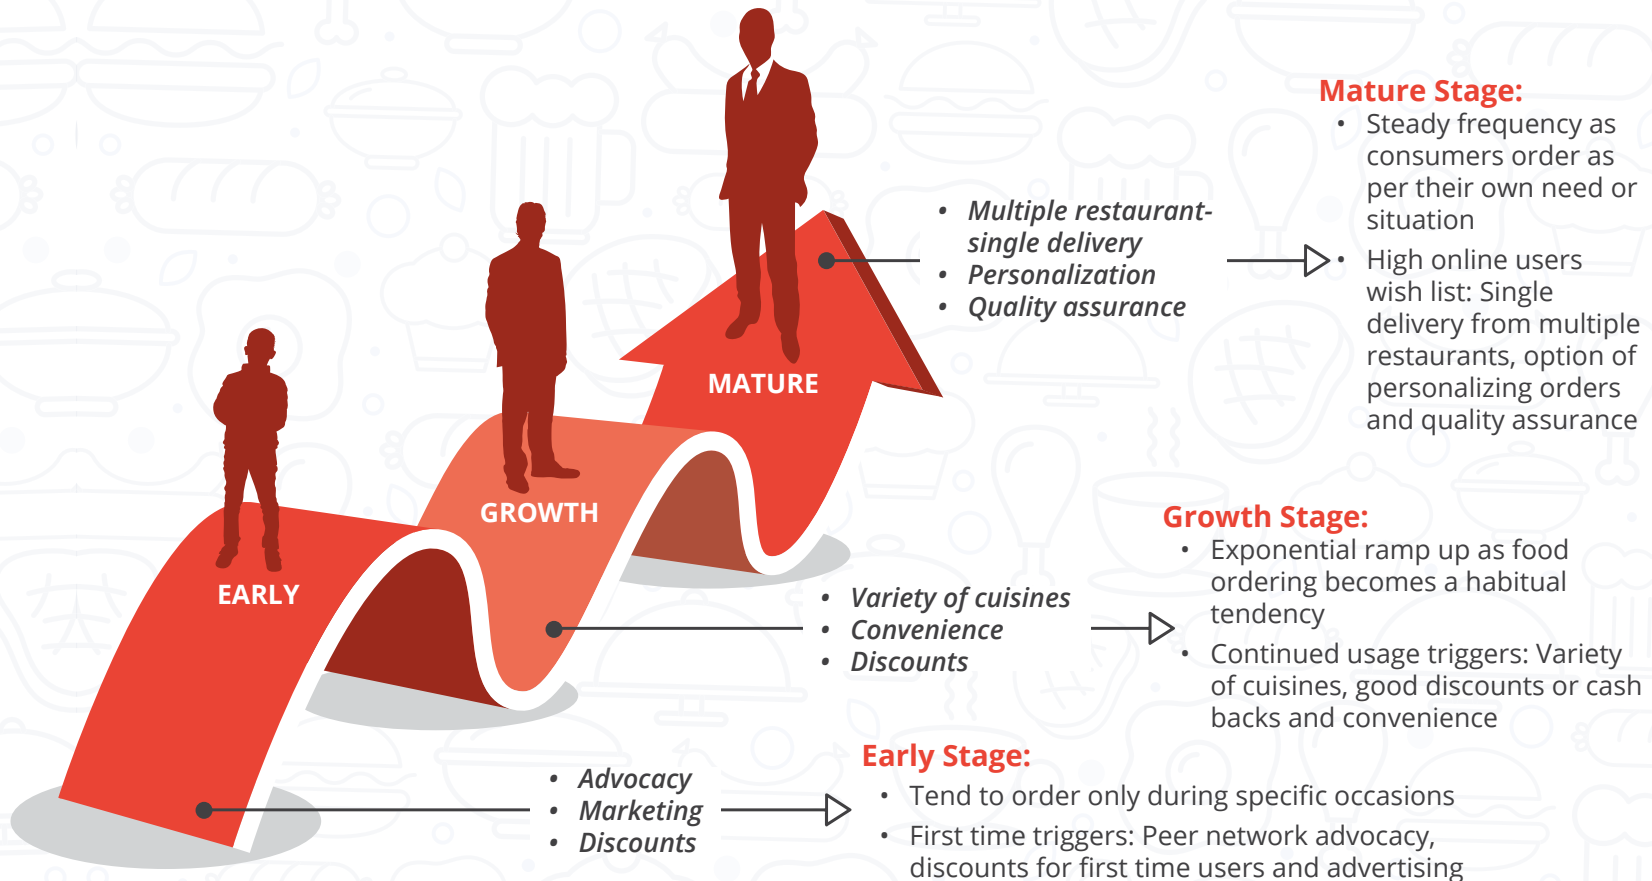 Mature Stage:
• Steady frequency as
consumers order as
per their own need or
situation
• High online users
wish list: Single
delivery from multiple
restaurants, option of
personalizing orders
and quality assurance
• Multiple restaurant-
single delivery
• Personalization
• Quality assurance
MATURE
GROWTH
EARLY
Growth Stage:
• Exponential ramp up as food
ordering becomes a habitual
tendency
• Continued usage triggers: Variety
of cuisines, good discounts or cash
backs and convenience
• Variety of cuisines
• Convenience
• Discounts
Early Stage:
• Tend to order only during specific occasions
• First time triggers: Peer network advocacy,
discounts for first time users and advertising
• Advocacy
• Marketing
• Discounts